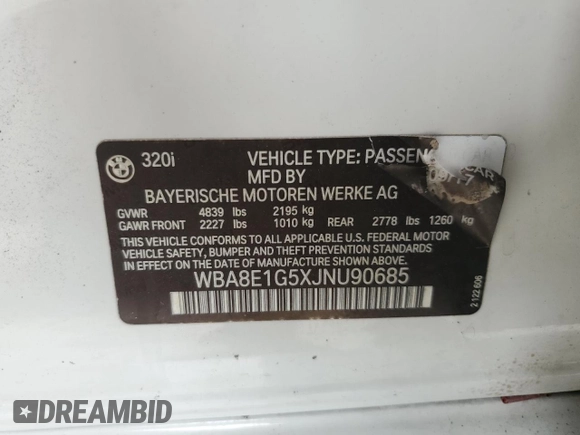 BMW
320i
VEHICLE TYPE: PASSEN CAR
MFD BY
BAYERISCHE MOTOREN WERKE AG
GVWR 4839 lbs 2195 kg
GAWR FRONT 2227 lbs 1010 kg REAR 2778 lbs 1260 kg
THIS VEHICLE CONFORMS TO ALL APPLICABLE U.S. FEDERAL MOTOR
VEHICLE SAFETY, BUMPER AND THEFT PREVENTION STANDARDS
IN EFFECT ON THE DATE OF MANUFACTURE SHOWN ABOVE.
WBA8E1G5XJNU90685
2 122 606
DREAMBID